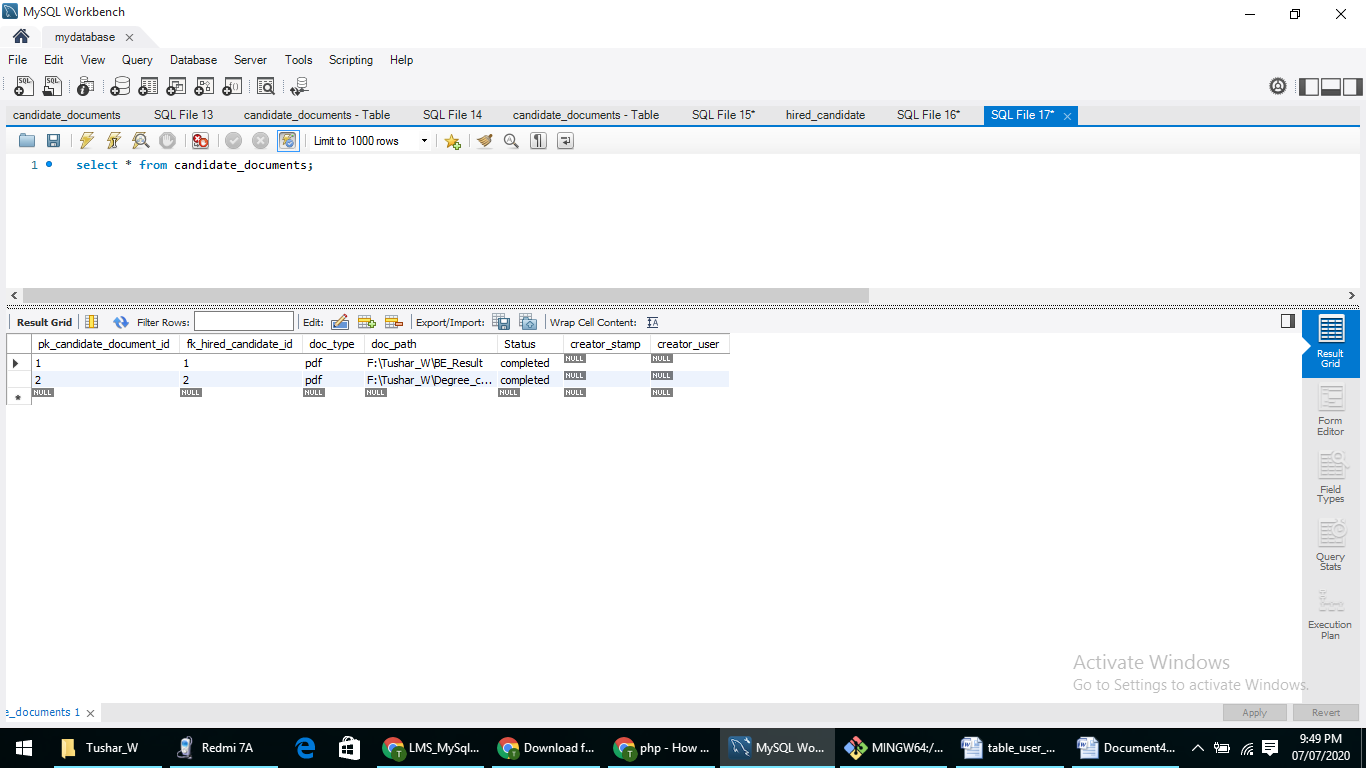 MySQL Workbench
mydatabase
File Edit View Query Database Server Tools Scripting Help
candidate_documents SQL File 13 candidate_documents - Table SQL File 14 candidate_documents - Table SQL File 15* hired_candidate SQL File 16* SQL File 17*
Limit to 1000 rows
1 select * from candidate_documents;
Result Grid Filter Rows: Edit: Export/Import: Wrap Cell Content:
pk_candidate_document_id fk_hired_candidate_id doc_type doc_path Status creator_stamp creator_user
1 1 pdf F:\Tushar_W\BE_Result completed NULL NULL
2 2 pdf F:\Tushar_W\Degree_c... completed NULL NULL
NULL NULL NULL NULL NULL NULL NULL
Result
Grid
Form
Editor
Field
Types
Query
Stats
Execution
Plan
Activate Windows
Go to Settings to activate Windows.
e_documents 1 Apply Revert
Tushar_W Redmi 7A LMS_MySql... Download f... php - How ... MySQL Wo... MINGW64:/... table_user_... Document4... 9:49 PM
07/07/2020